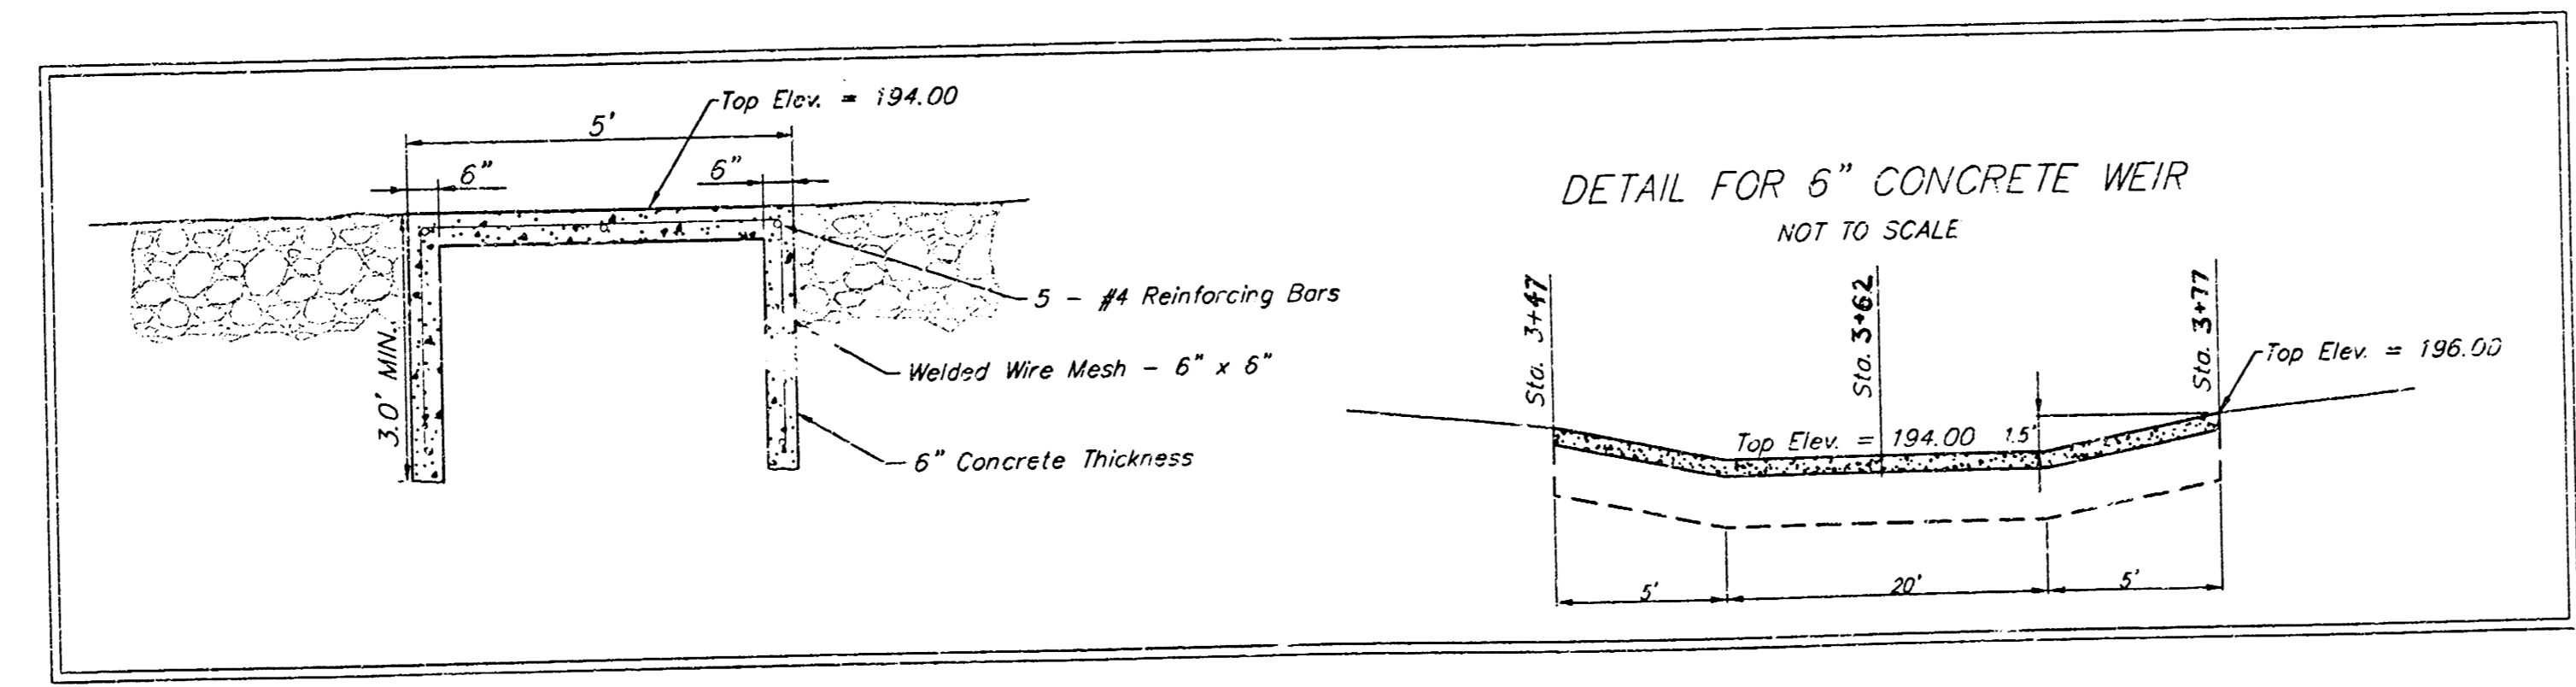 Top Elev. = 194.00
5'
6"
6"
3.0' MIN.
5 - #4 Reinforcing Bars
Welded Wire Mesh - 6" x 6"
6" Concrete Thickness
DETAIL FOR 6" CONCRETE WEIR
NOT TO SCALE
Sta. 3+47
Sta. 3+62
Sta. 3+77
Top Elev. = 196.00
Top Elev. = 194.00
1.5'
5'
20'
5'